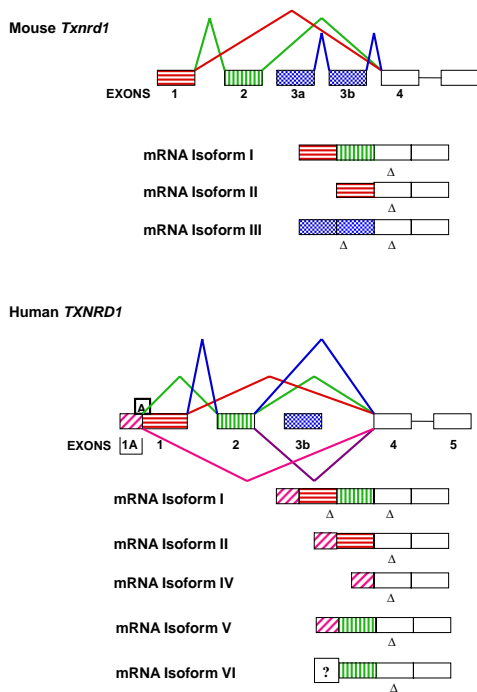 Mouse Txnrd1
EXONS 1 2 3a 3b 4
mRNA Isoform I
Δ
mRNA Isoform II
Δ
mRNA Isoform III
Δ Δ
Human TXNRD1
A
EXONS 1A 1 2 3b 4 5
mRNA Isoform I
Δ Δ
mRNA Isoform II
Δ
mRNA Isoform IV
Δ
mRNA Isoform V
Δ
mRNA Isoform VI ?
Δ